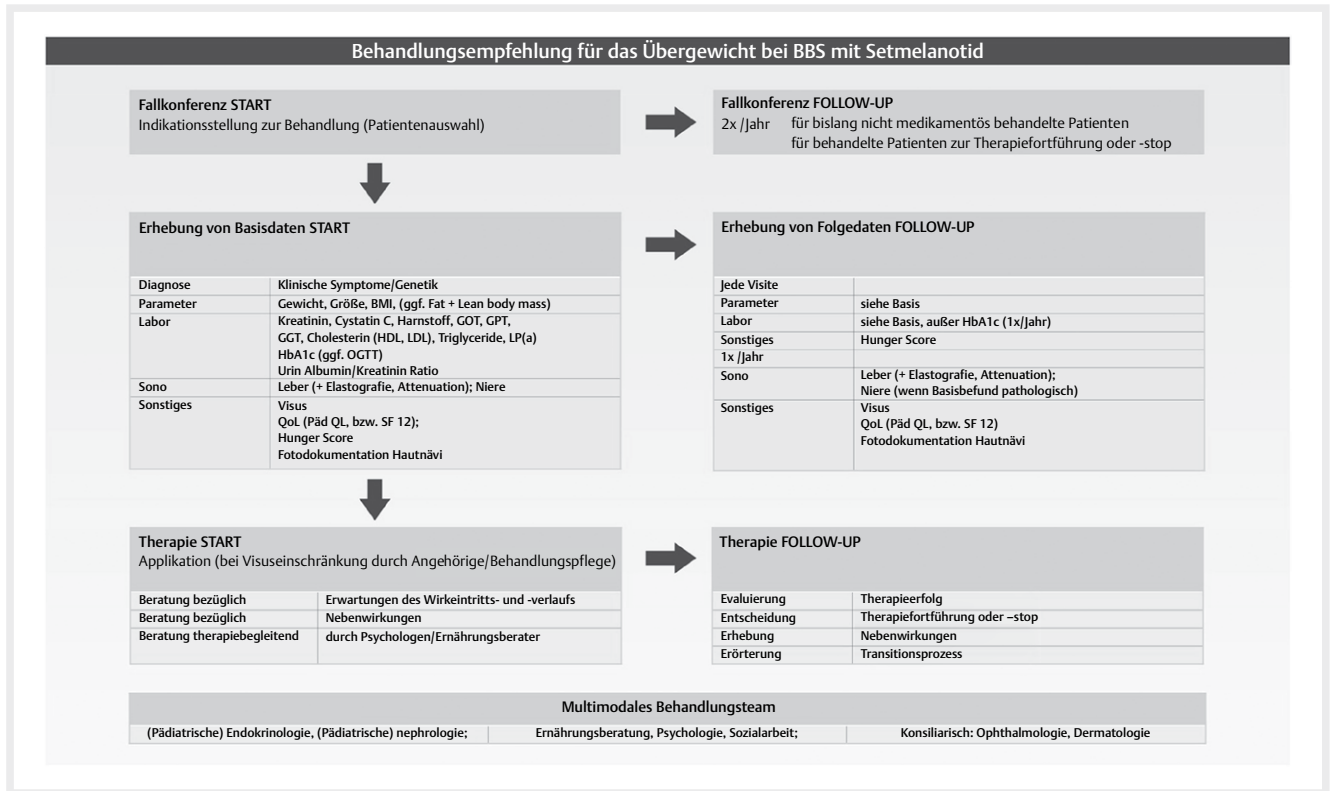 Behandlungsempfehlung für das Übergewicht bei BBS mit Setmelanotid
Fallkonferenz START
Indikationsstellung zur Behandlung (Patientenauswahl)
Fallkonferenz FOLLOW-UP
2x /Jahr für bislang nicht medikamentös behandelte Patienten
für behandelte Patienten zur Therapiefortführung oder -stop
Erhebung von Basisdaten START
Diagnose Klinische Symptome/Genetik
Parameter Gewicht, Größe, BMI, (ggf. Fat + Lean body mass)
Labor Kreatinin, Cystatin C, Harnstoff, GOT, GPT,
GGT, Cholesterin (HDL, LDL), Triglyceride, LP(a)
HbA1c (ggf. OGTT)
Urin Albumin/Kreatinin Ratio
Sono Leber (+ Elastografie, Attenuation); Niere
Sonstiges Visus
QoL (Päd QL, bzw. SF 12);
Hunger Score
Fotodokumentation Hautnävi
Erhebung von Folgedaten FOLLOW-UP
Jede Visite
Parameter siehe Basis
Labor siehe Basis, außer HbA1c (1x/Jahr)
Sonstiges Hunger Score
1x /Jahr
Sono Leber (+ Elastografie, Attenuation);
Niere (wenn Basisbefund pathologisch)
Sonstiges Visus
QoL (Päd QL, bzw. SF 12)
Fotodokumentation Hautnävi
Therapie START
Applikation (bei Visuseinschränkung durch Angehörige/Behandlungspflege)
Beratung bezüglich Erwartungen des Wirkeintritts- und -verlaufs
Beratung bezüglich Nebenwirkungen
Beratung therapiebegleitend durch Psychologen/Ernährungsberater
Therapie FOLLOW-UP
Evaluierung Therapieerfolg
Entscheidung Therapiefortführung oder –stop
Erhebung Nebenwirkungen
Erörterung Transitionsprozess
Multimodales Behandlungsteam
(Pädiatrische) Endokrinologie, (Pädiatrische) nephrologie; Ernährungsberatung, Psychologie, Sozialarbeit; Konsiliarisch: Ophthalmologie, Dermatologie